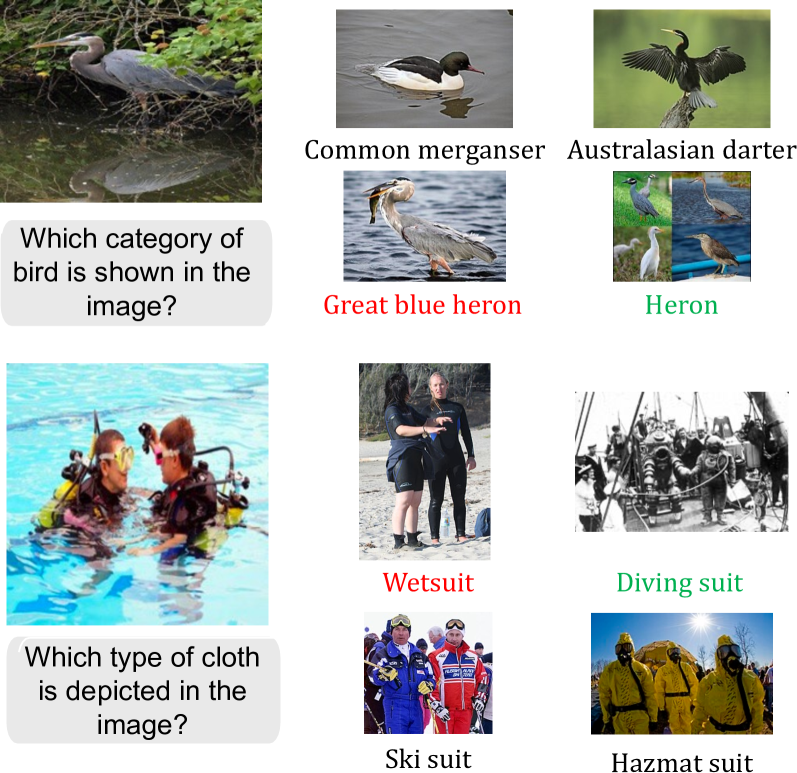 Common merganser
Australasian darter
Which category of
bird is shown in the
image?
Great blue heron
Heron
Wetsuit
Diving suit
Which type of cloth
is depicted in the
image?
Ski suit
Hazmat suit